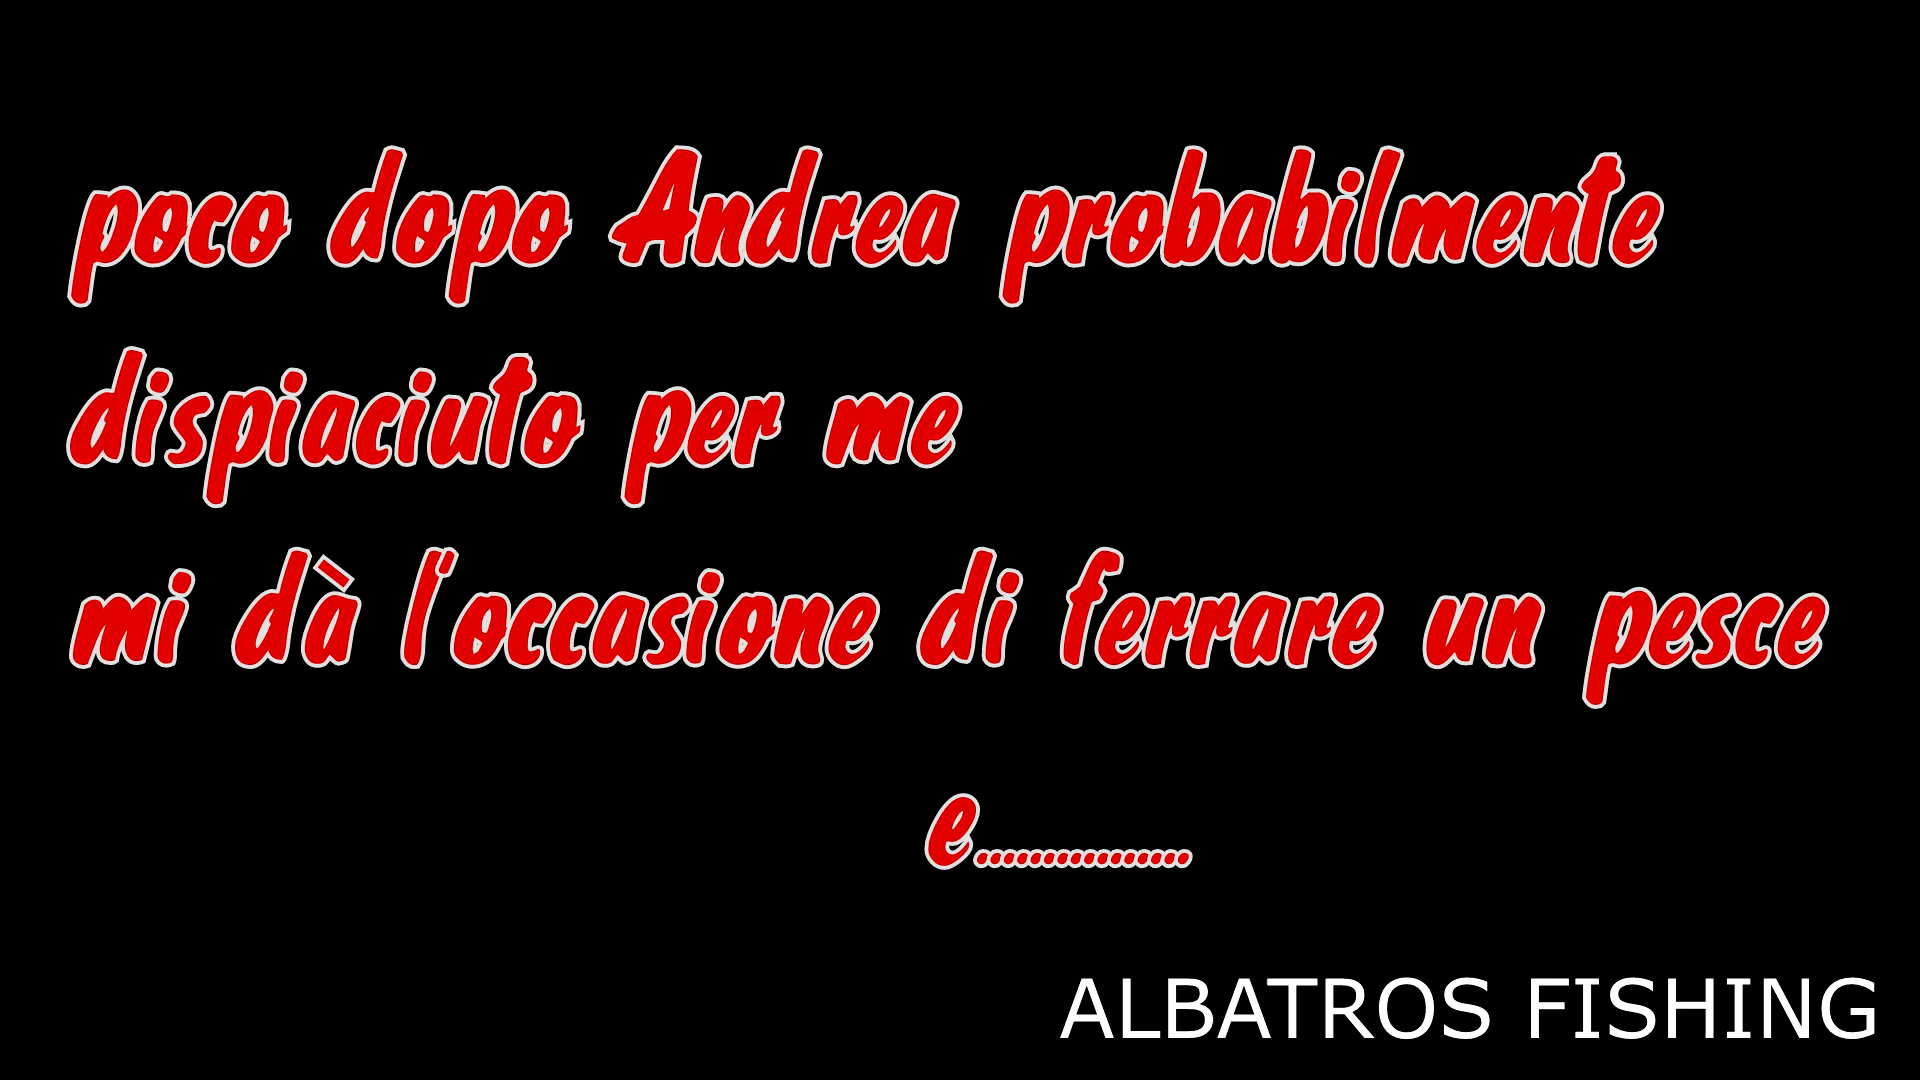 poco dopo Andrea probabilmente
dispiaciuto per me
mi dà l'occasione di ferrare un pesce
e................
ALBATROS FISHING